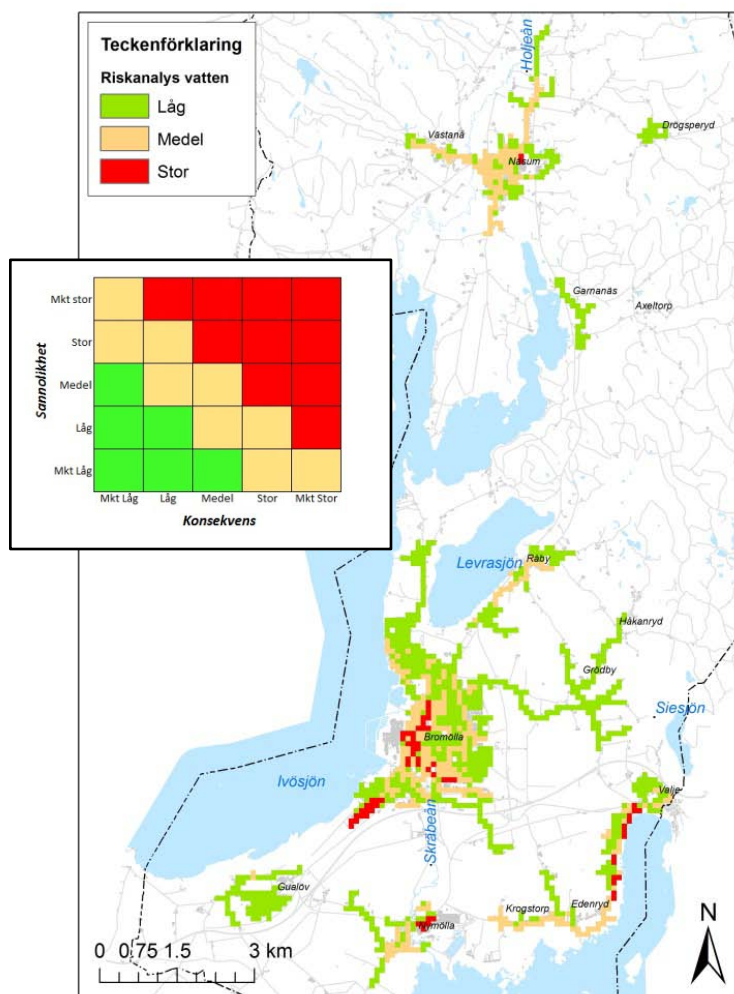 Teckenförklaring
Riskanalys vatten
Låg
Medel
Stor
Holjeån
Västanå
Näsum
Drögsperyd
Mkt stor
Stor
Medel
Låg
Mkt Låg
Sannolikhet
Mkt Låg Låg Medel Stor Mkt Stor
Konsekvens
Garnanäs
Axeltorp
Levrasjön
Råby
Håkanryd
Grödby
Siesjön
Bromölla
Ivösjön
Valje
Skräbeån
Gualöv
Krogstorp
Edenryd
0 0.75 1.5 3 km
N